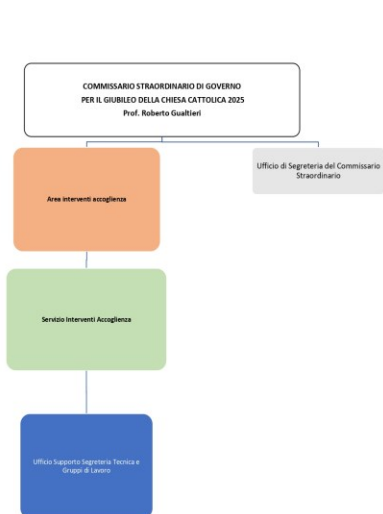 COMMISSARIO STRAORDINARIO DI GOVERNO
PER IL GIUBILEO DELLA CHIESA CATTOLICA 2025
Prof. Roberto Gualtieri
Ufficio di Segreteria del Commissario
Straordinario
Area interventi accoglienza
Servizio Interventi Accoglienza
Ufficio Supporto Segreteria Tecnica e
Gruppi di Lavoro